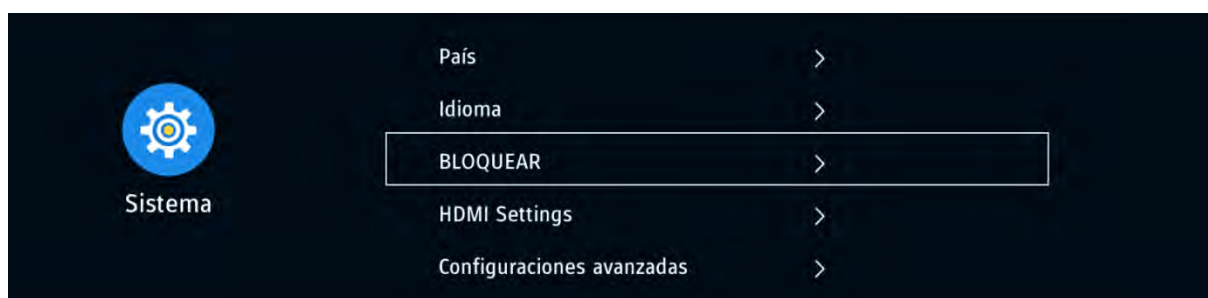 País
Idioma
BLOQUEAR
Sistema
HDMI Settings
Configuraciones avanzadas